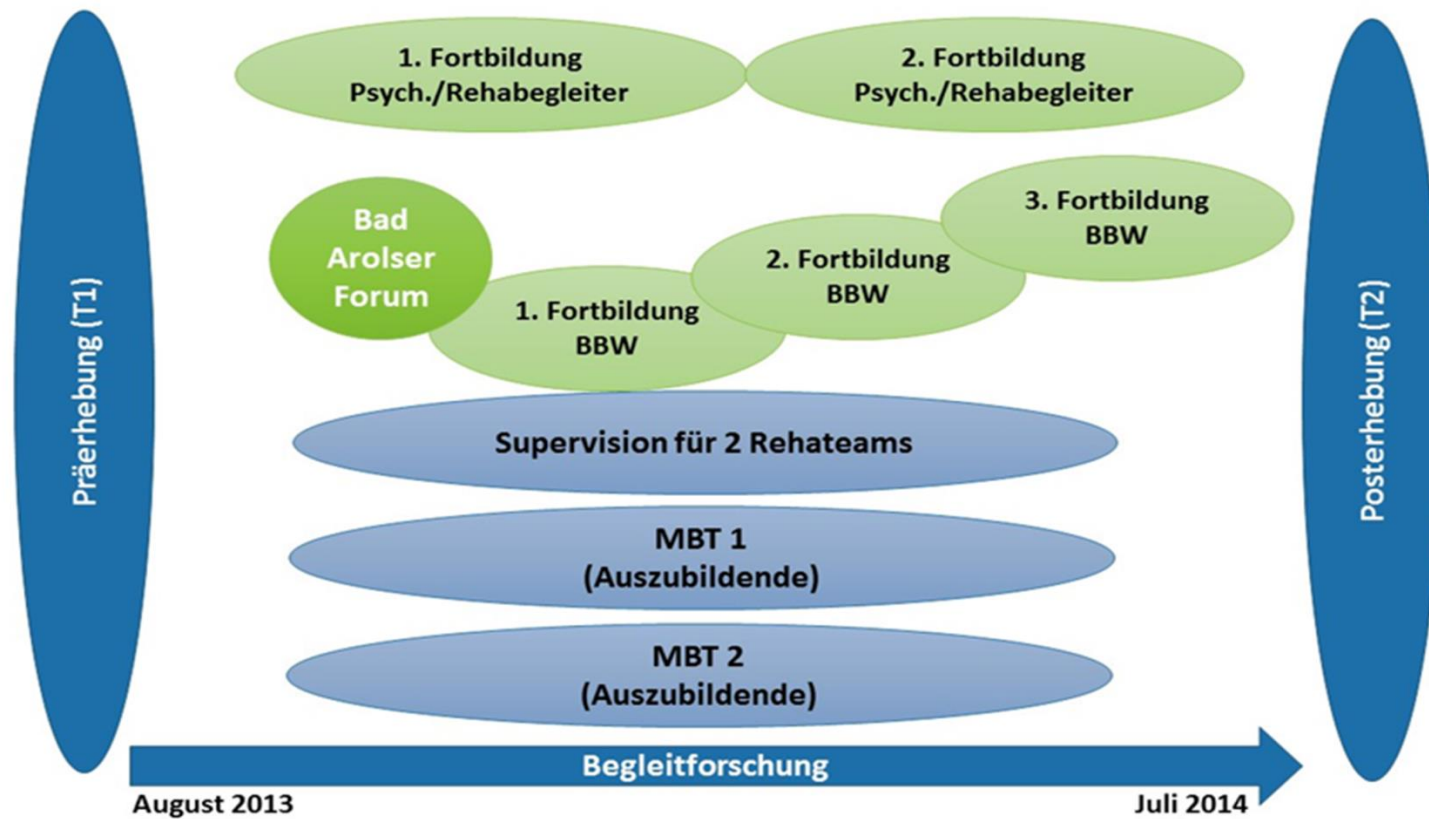 Präerhebung (T1)
1. Fortbildung
Psych./Rehabegleiter
2. Fortbildung
Psych./Rehabegleiter
Bad
Arolser
Forum
1. Fortbildung
BBW
2. Fortbildung
BBW
3. Fortbildung
BBW
Supervision für 2 Rehateams
MBT 1
(Auszubildende)
MBT 2
(Auszubildende)
Posterhebung (T2)
Begleitforschung
August 2013
Juli 2014